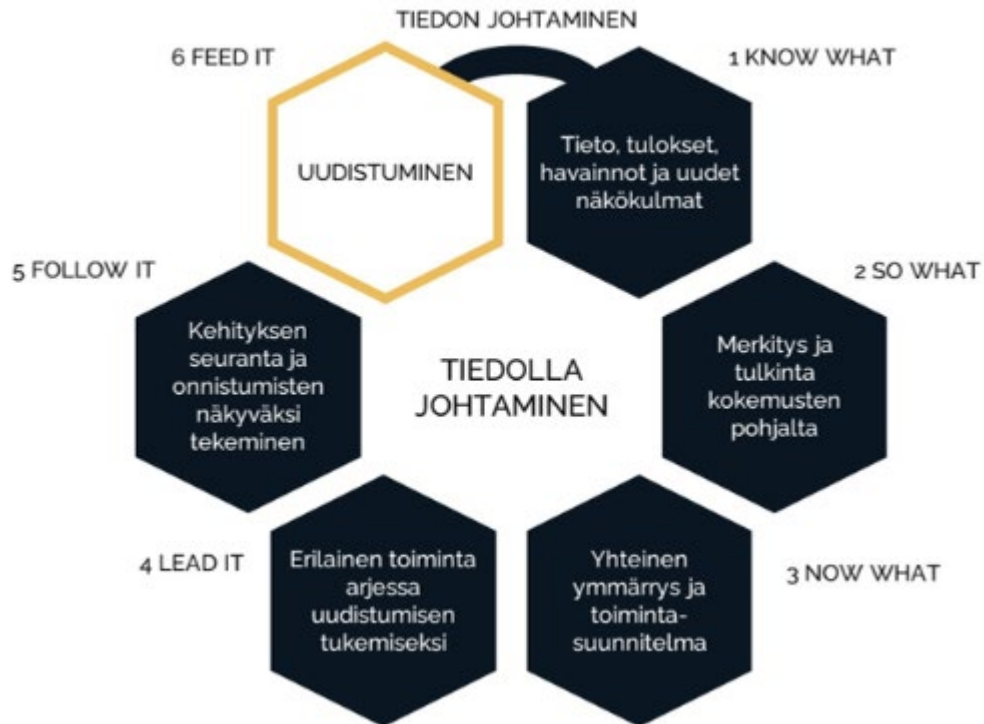 TIEDON JOHTAMINEN
6 FEED IT
1 KNOW WHAT
UUDISTUMINEN
Tieto, tulokset,
havainnot ja uudet
näkökulmat
5 FOLLOW IT
2 SO WHAT
Kehityksen
seuranta ja
onnistumisten
näkyväksi
tekeminen
TIEDOLLA
JOHTAMINEN
Merkitys ja
tulkinta
kokemusten
pohjalta
4 LEAD IT
Erilainen toiminta
arjessa
uudistumisen
tukemiseksi
Yhteinen
ymmärrys ja
toiminta-
suunnitelma
3 NOW WHAT